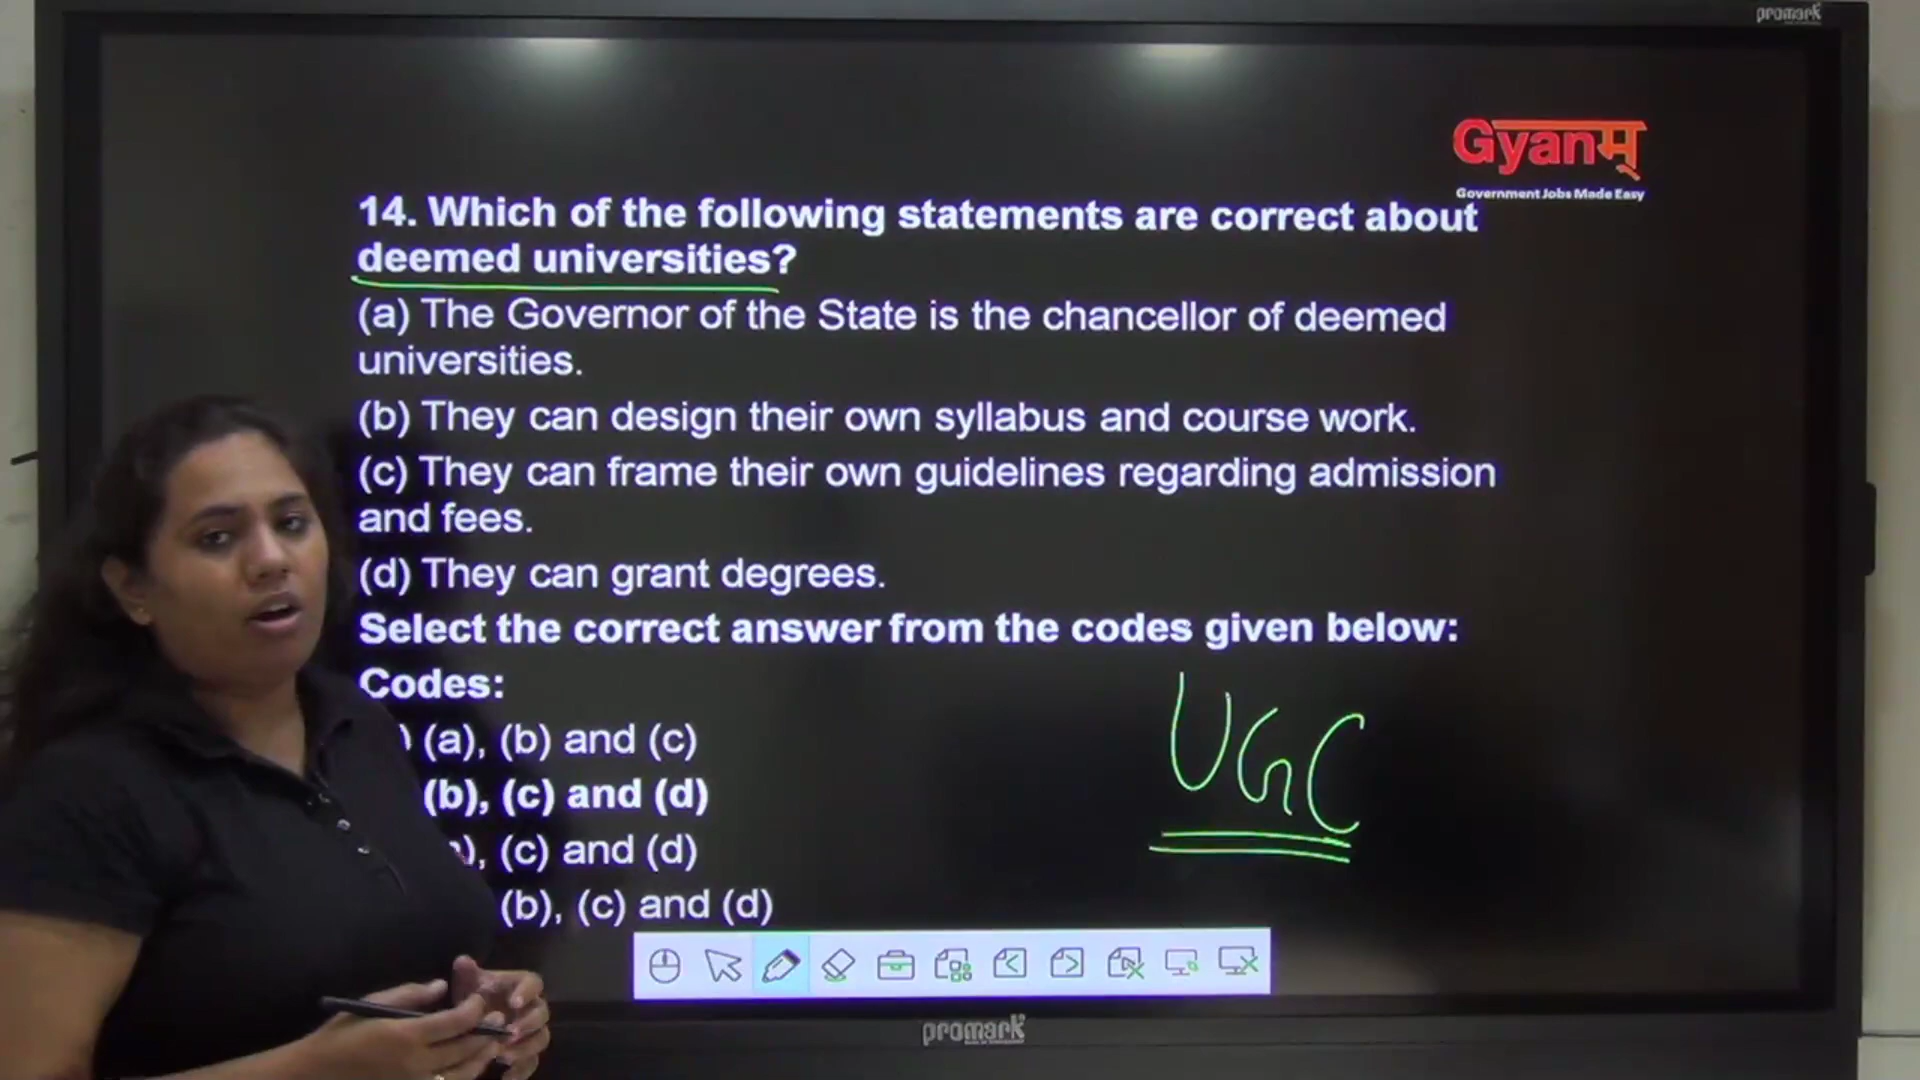 promark
Gyanम्
Government Jobs Made Easy
14. Which of the following statements are correct about
deemed universities?
(a) The Governor of the State is the chancellor of deemed
universities.
(b) They can design their own syllabus and course work.
(c) They can frame their own guidelines regarding admission
and fees.
(d) They can grant degrees.
Select the correct answer from the codes given below:
Codes:
) (a), (b) and (c)
(b), (c) and (d)
), (c) and (d)
(b), (c) and (d)
UGC
promark